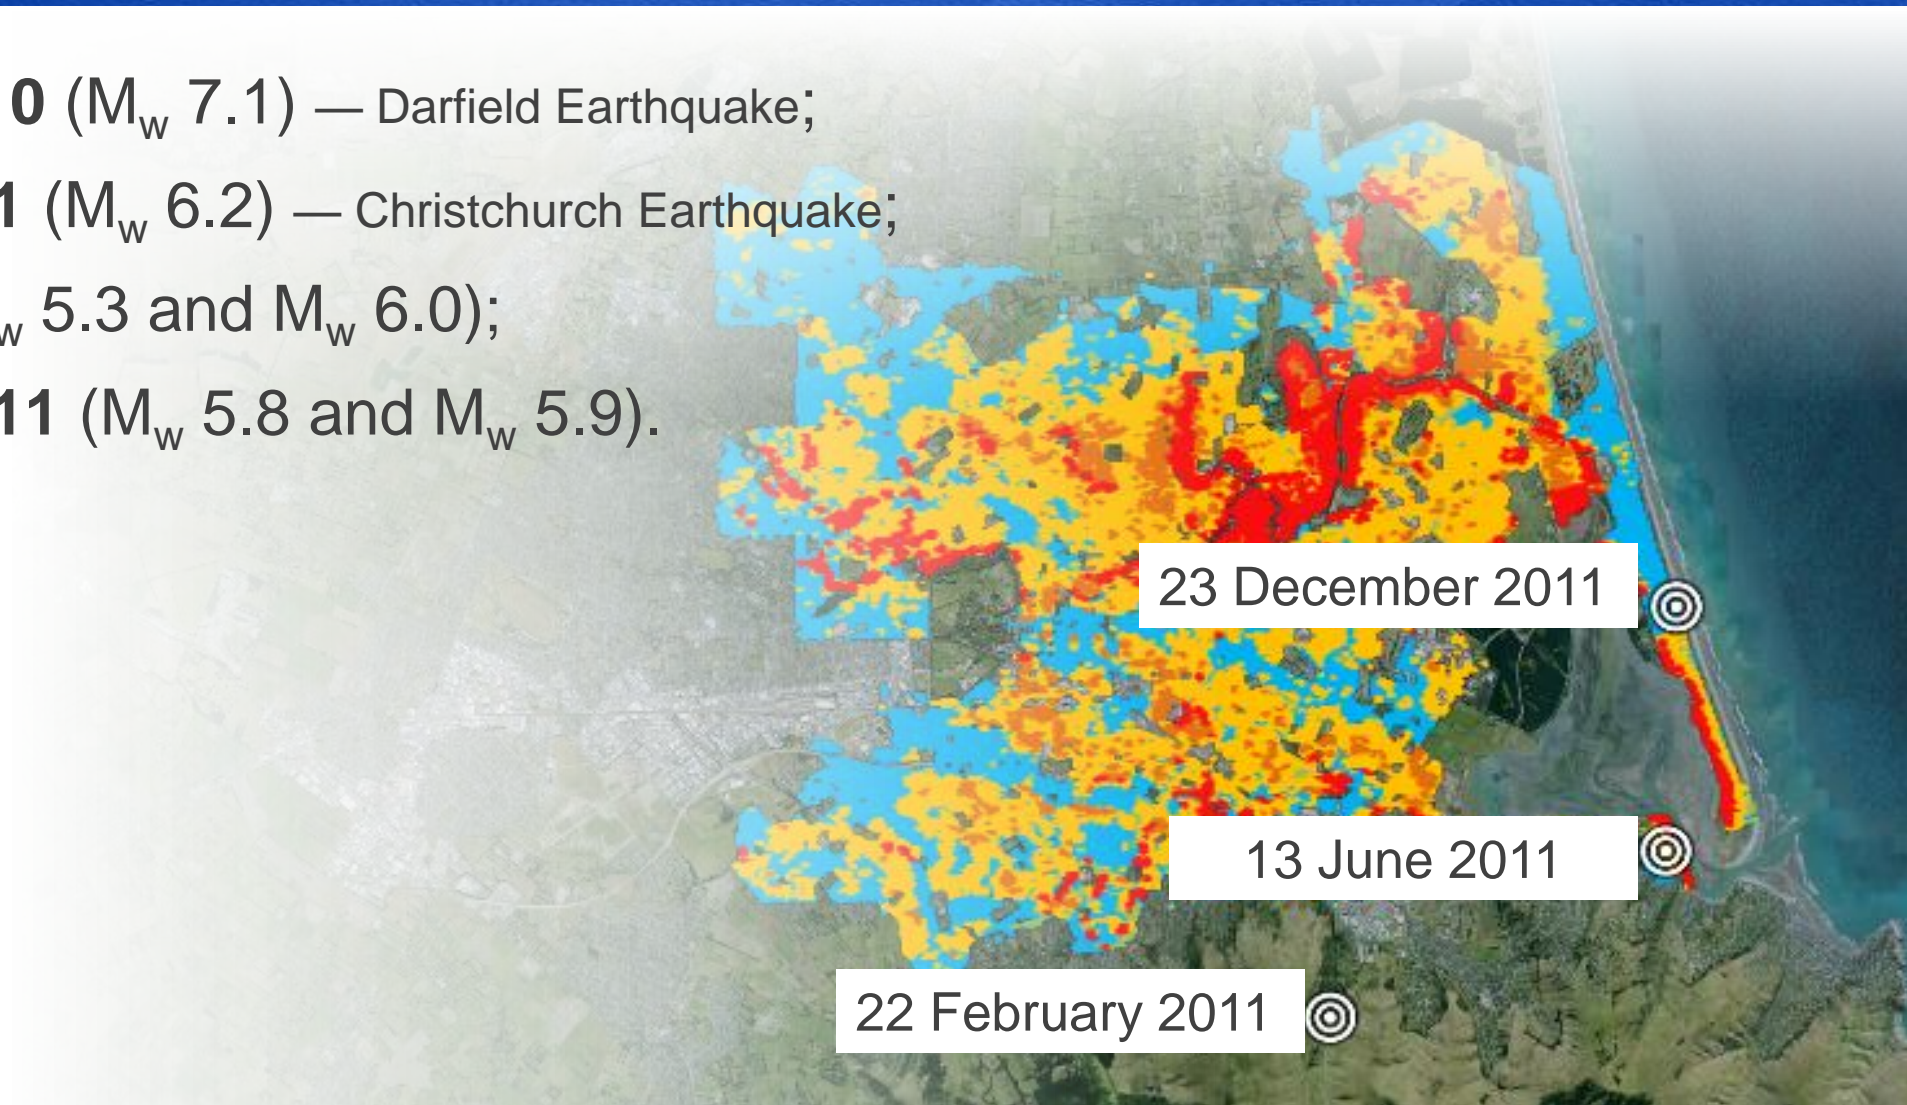 0 (Mw 7.1) — Darfield Earthquake;
1 (Mw 6.2) — Christchurch Earthquake;
w 5.3 and Mw 6.0);
11 (Mw 5.8 and Mw 5.9).
23 December 2011
13 June 2011
22 February 2011